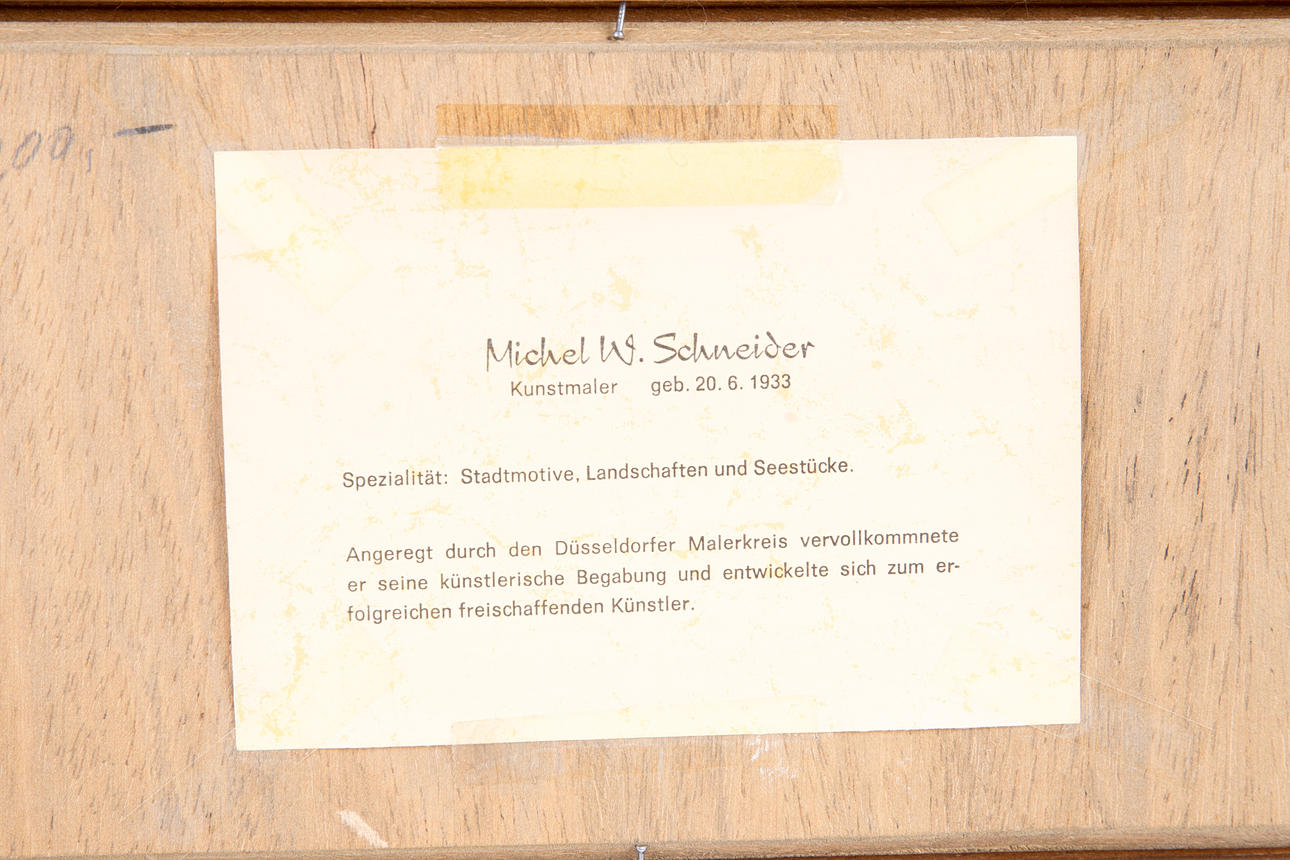 00,—
Michel W. Schneider
Kunstmaler geb. 20. 6. 1933
Spezialität: Stadtmotive, Landschaften und Seestücke.
Angeregt durch den Düsseldorfer Malerkreis vervollkommnete
er seine künstlerische Begabung und entwickelte sich zum er-
folgreichen freischaffenden Künstler.